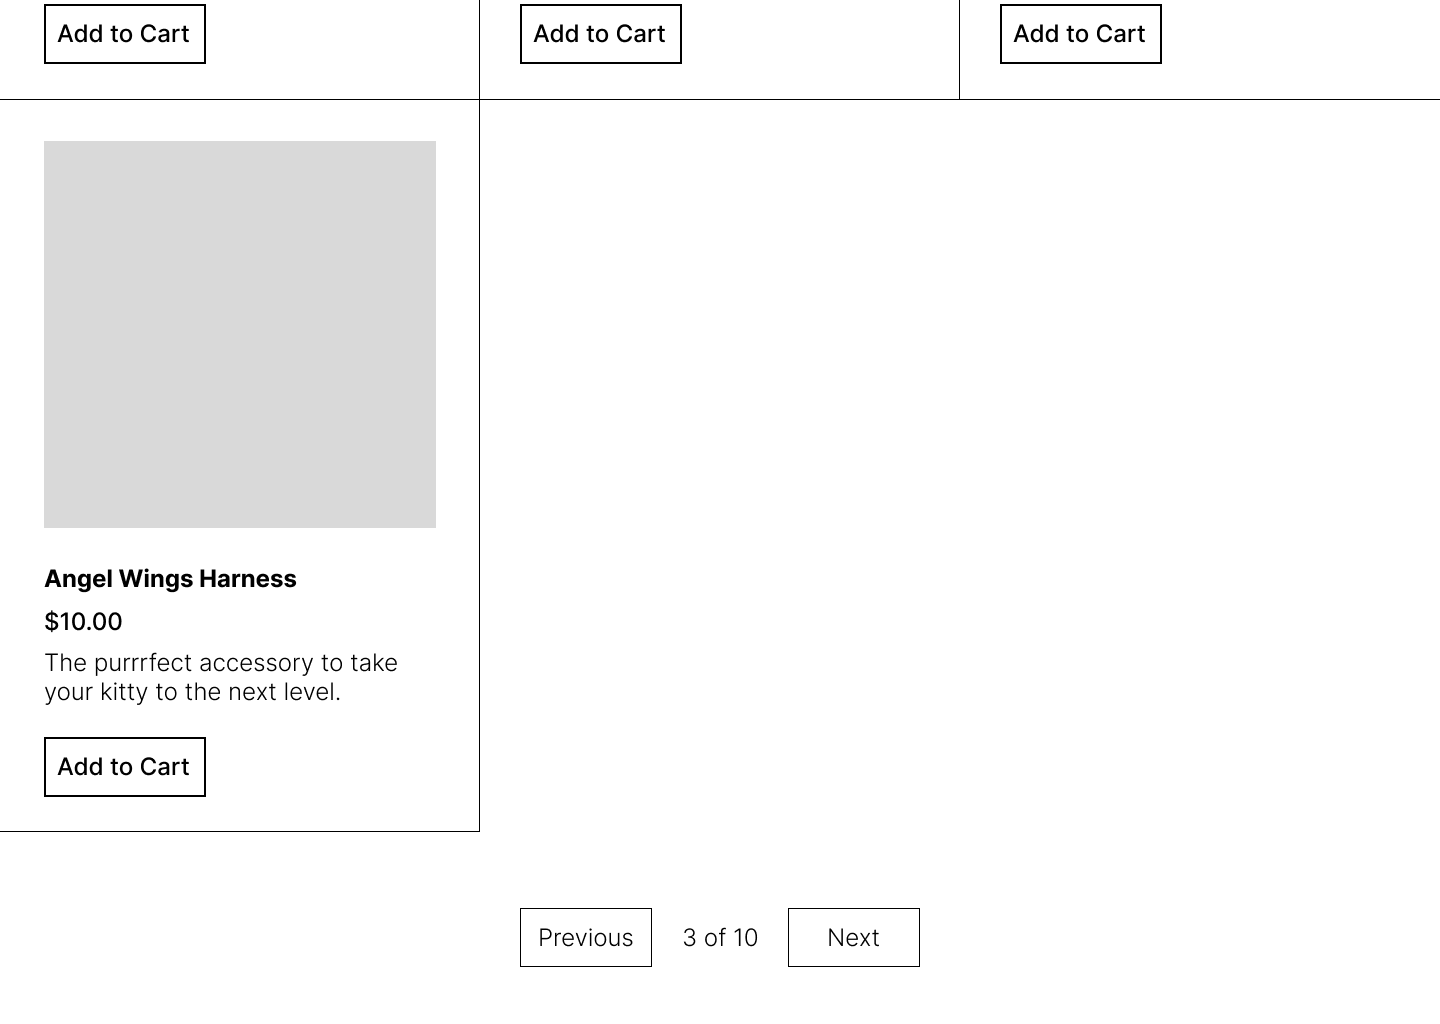 Add to Cart
Add to Cart
Add to Cart
Angel Wings Harness
$10.00
The purrrfect accessory to take
your kitty to the next level.
Add to Cart
Previous
3 of 10
Next